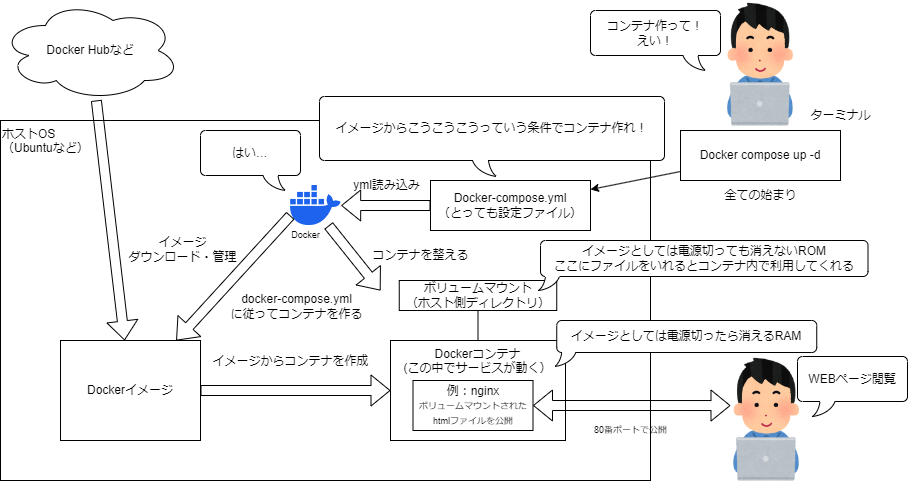 Docker Hubなど
コンテナ作って！
えい！
ターミナル
ホストOS
（Ubuntuなど）
イメージからこうこうこうっていう条件でコンテナ作れ！
はい…
Docker compose up -d
全ての始まり
yml読み込み
Docker-compose.yml
（とっても設定ファイル）
Docker
イメージ
ダウンロード・管理
コンテナを整える
イメージとしては電源切っても消えないROM
ここにファイルをいれるとコンテナ内で利用してくれる
ボリュームマウント
（ホスト側ディレクトリ）
docker-compose.yml
に従ってコンテナを作る
イメージとしては電源切ったら消えるRAM
Dockerイメージ
イメージからコンテナを作成
Dockerコンテナ
（この中でサービスが動く）
例：nginx
ボリュームマウントされた
htmlファイルを公開
80番ポートで公開
WEBページ閲覧